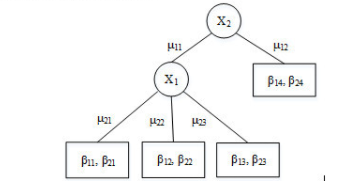 X₂
μ₁₁ μ₁₂
X₁ β₁₄, β₂₄
μ₂₁ μ₂₂ μ₂₃
β₁₁, β₂₁ β₁₂, β₂₂ β₁₃, β₂₃